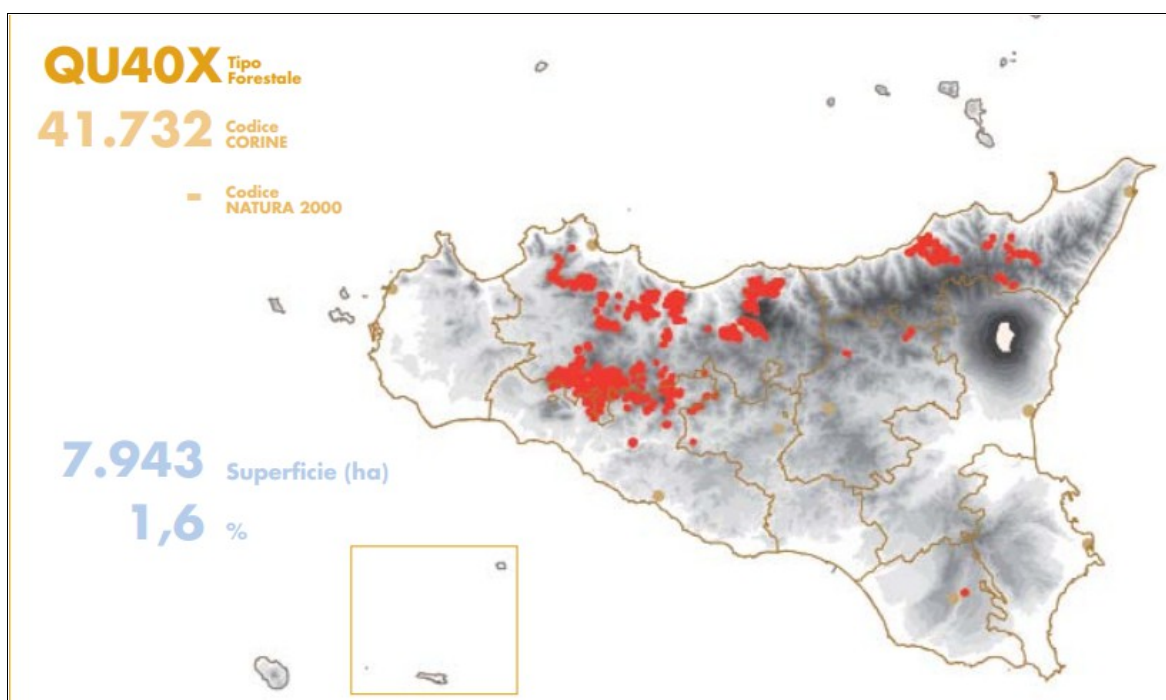 QU40X Tipo
Forestale
41.732 Codice
CORINE
- Codice
NATURA 2000
7.943 Superficie (ha)
1,6 %